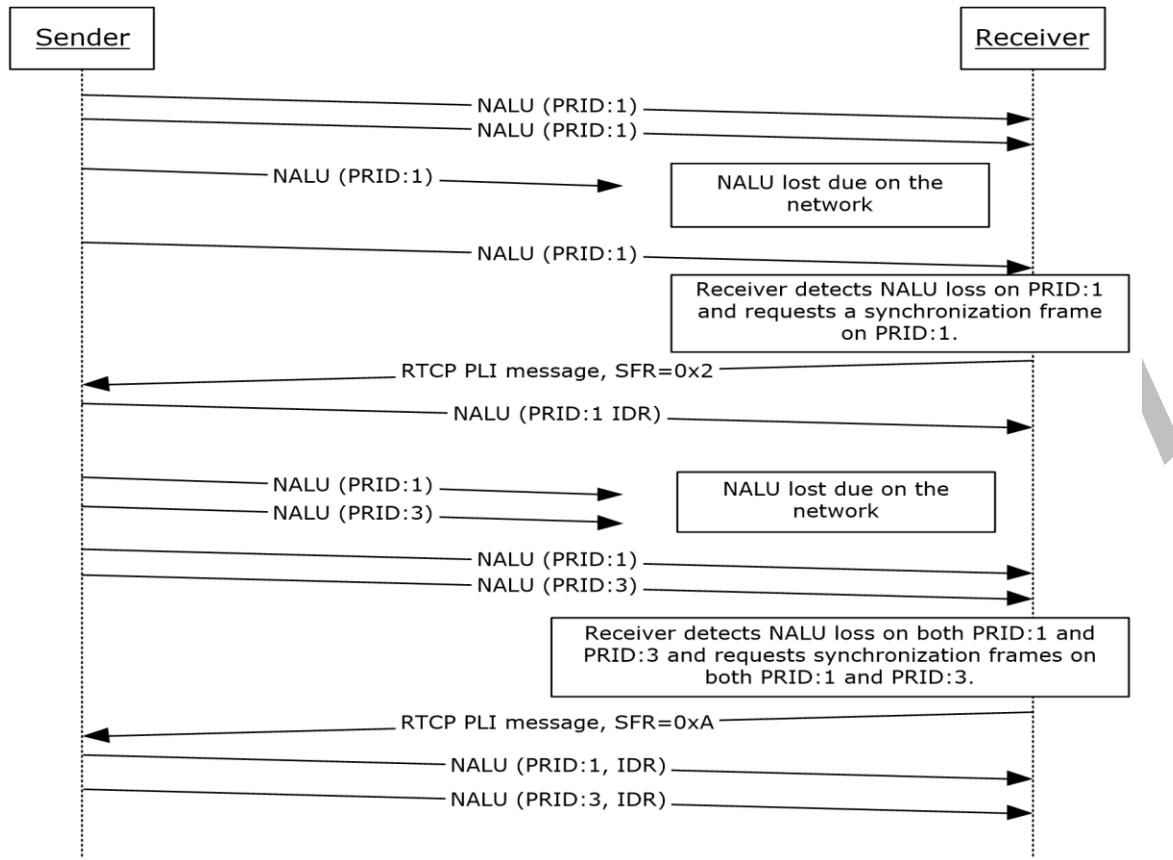 Sender
Receiver
NALU (PRID:1)
NALU (PRID:1)
NALU (PRID:1)
NALU lost due on the
network
NALU (PRID:1)
Receiver detects NALU loss on PRID:1
and requests a synchronization frame
on PRID:1.
RTCP PLI message, SFR=0x2
NALU (PRID:1 IDR)
NALU (PRID:1)
NALU (PRID:3)
NALU lost due on the
network
NALU (PRID:1)
NALU (PRID:3)
Receiver detects NALU loss on both PRID:1 and
PRID:3 and requests synchronization frames on
both PRID:1 and PRID:3.
RTCP PLI message, SFR=0xA
NALU (PRID:1, IDR)
NALU (PRID:3, IDR)